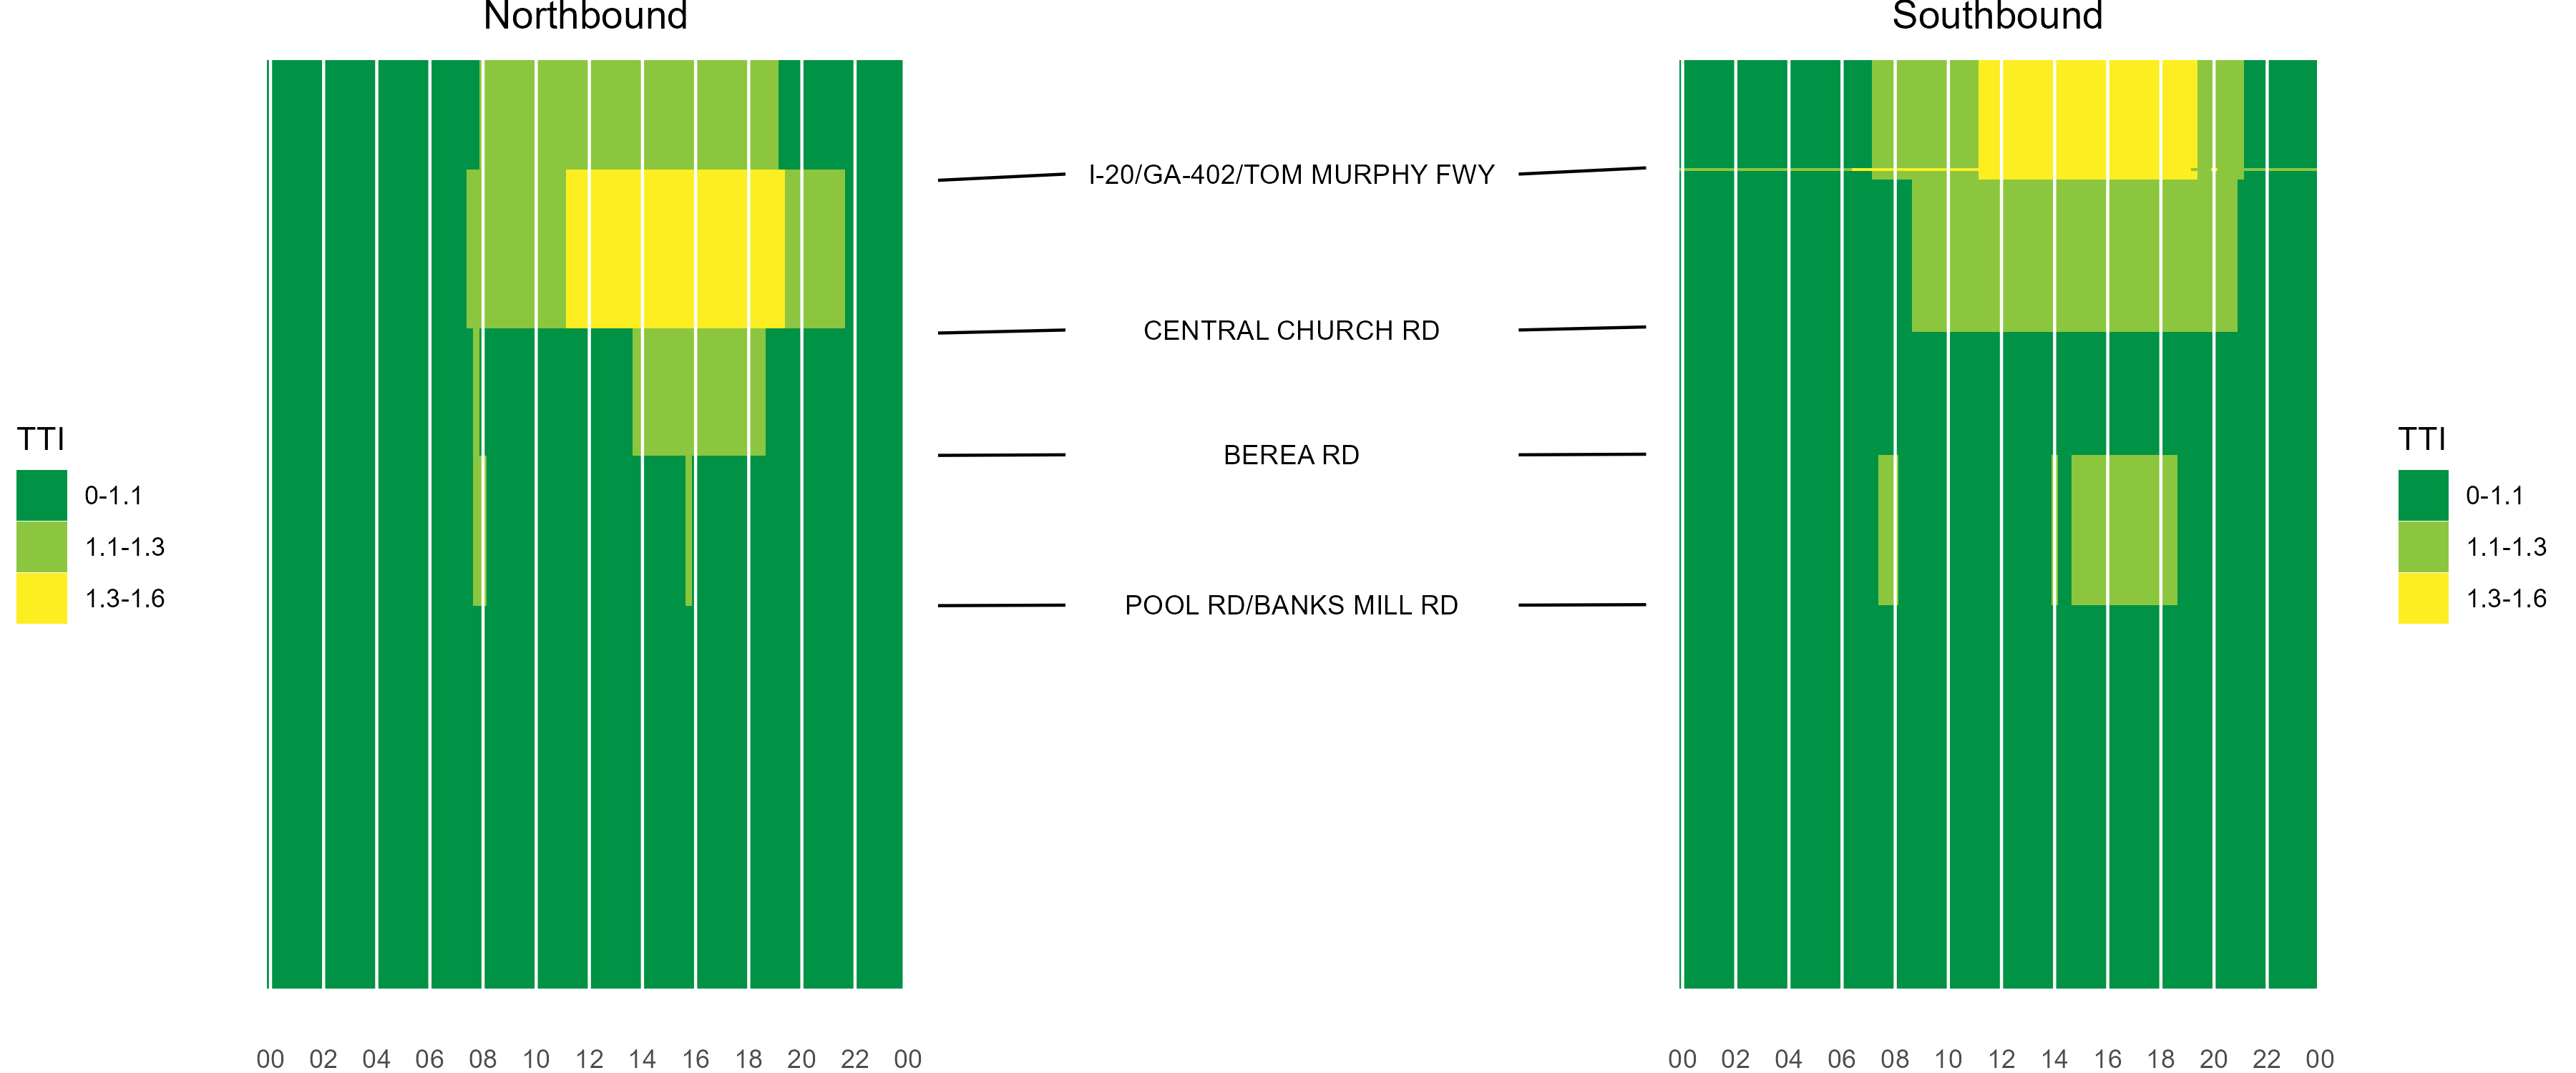 Northbound
Southbound
I-20/GA-402/TOM MURPHY FWY
CENTRAL CHURCH RD
BEREA RD
POOL RD/BANKS MILL RD
TTI
0-1.1
1.1-1.3
1.3-1.6
TTI
0-1.1
1.1-1.3
1.3-1.6
00 02 04 06 08 10 12 14 16 18 20 22 00
00 02 04 06 08 10 12 14 16 18 20 22 00